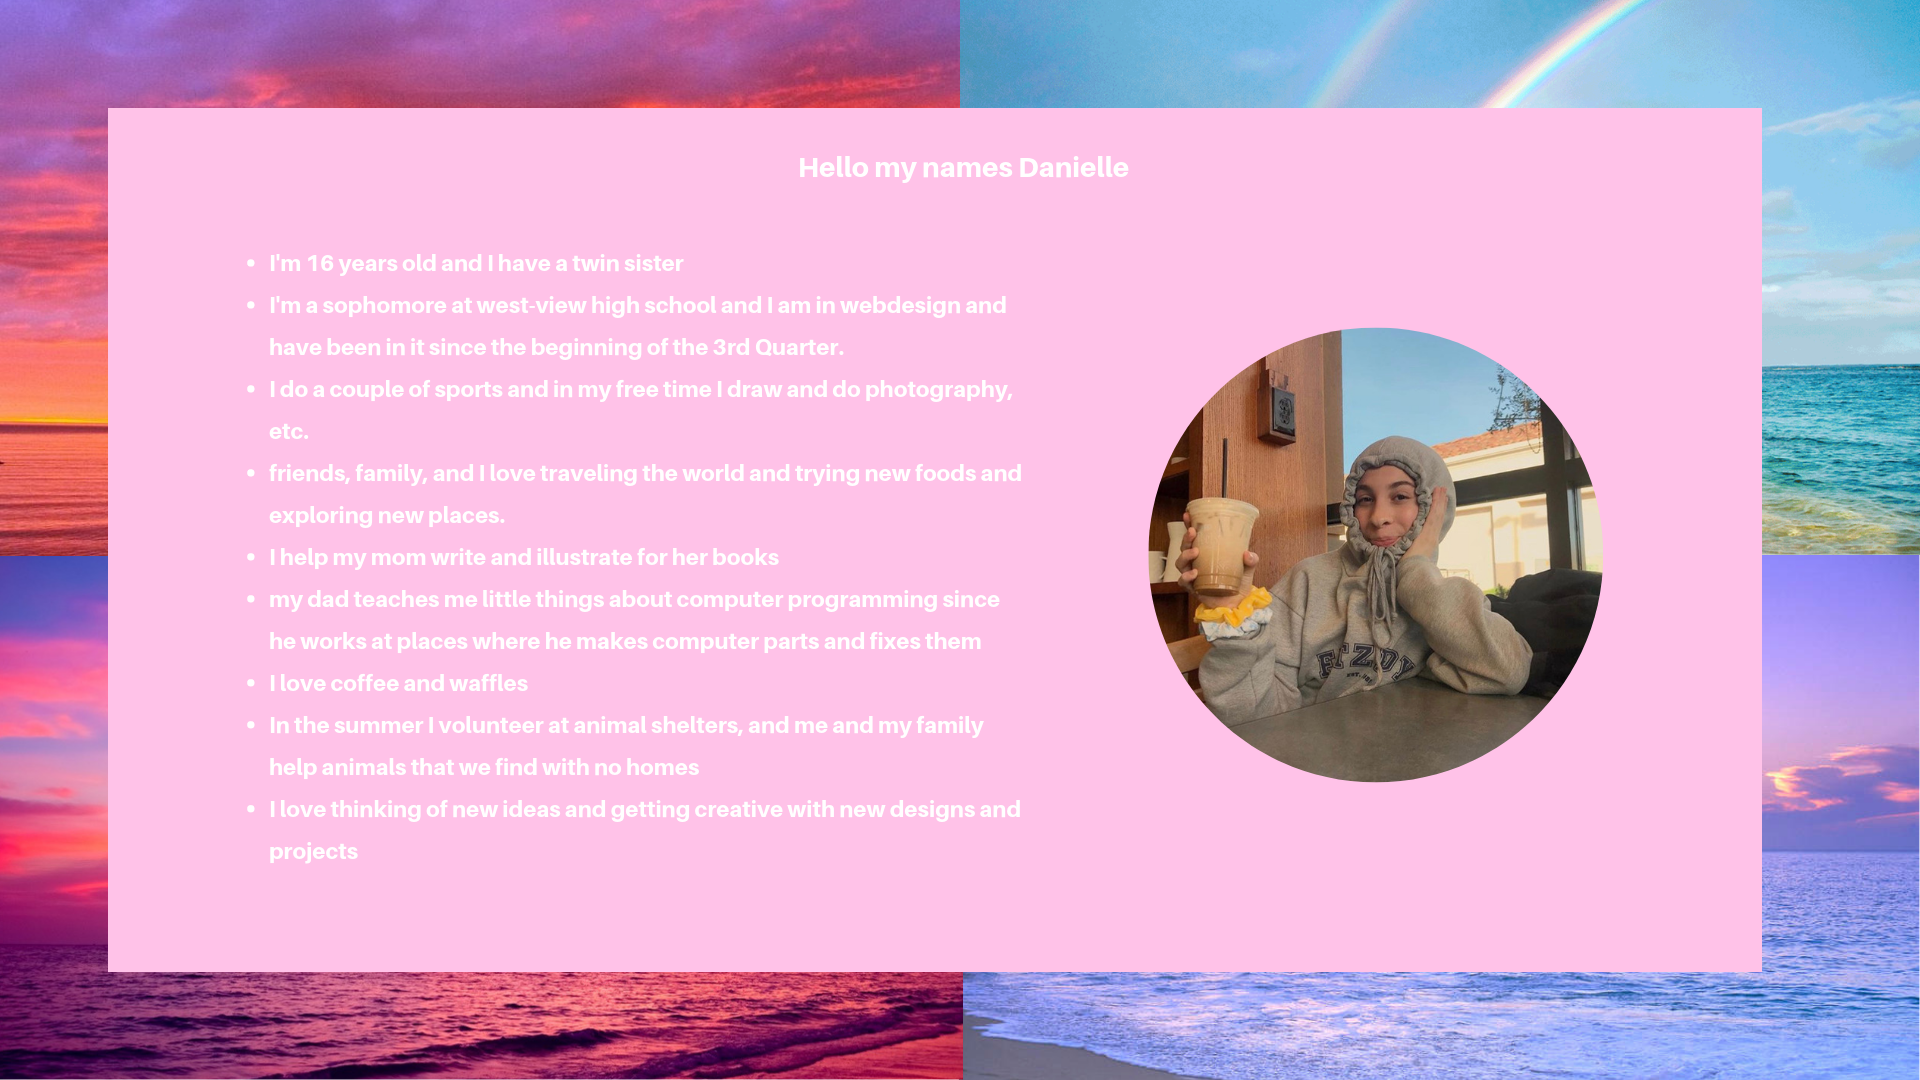 Hello my names Danielle
• I'm 16 years old and I have a twin sister
• I'm a sophomore at west-view high school and I am in webdesign and
have been in it since the beginning of the 3rd Quarter.
• I do a couple of sports and in my free time I draw and do photography,
etc.
• friends, family, and I love traveling the world and trying new foods and
exploring new places.
• I help my mom write and illustrate for her books
• my dad teaches me little things about computer programming since
he works at places where he makes computer parts and fixes them
• I love coffee and waffles
• In the summer I volunteer at animal shelters, and me and my family
help animals that we find with no homes
• I love thinking of new ideas and getting creative with new designs and
projects